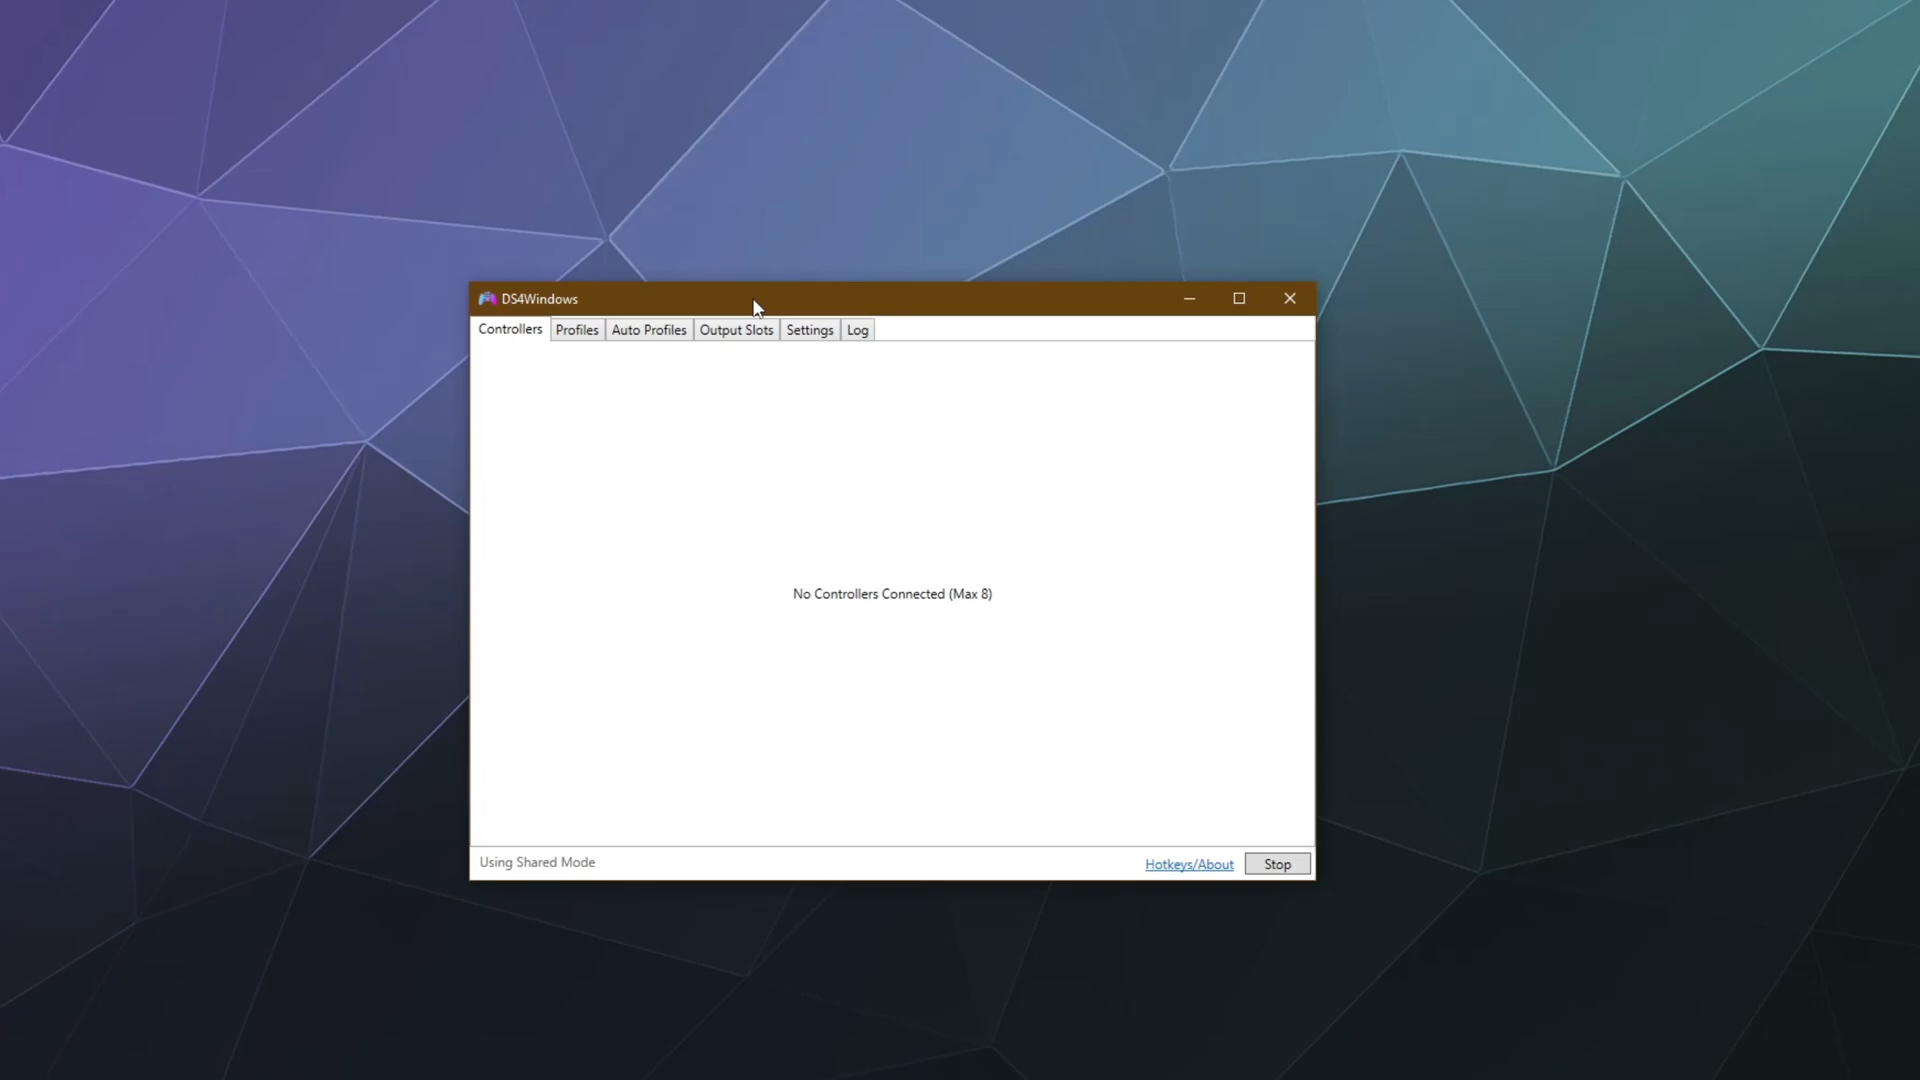 DS4Windows
Controllers Profiles Auto Profiles Output Slots Settings Log
No Controllers Connected (Max 8)
Using Shared Mode Hotkeys/About Stop